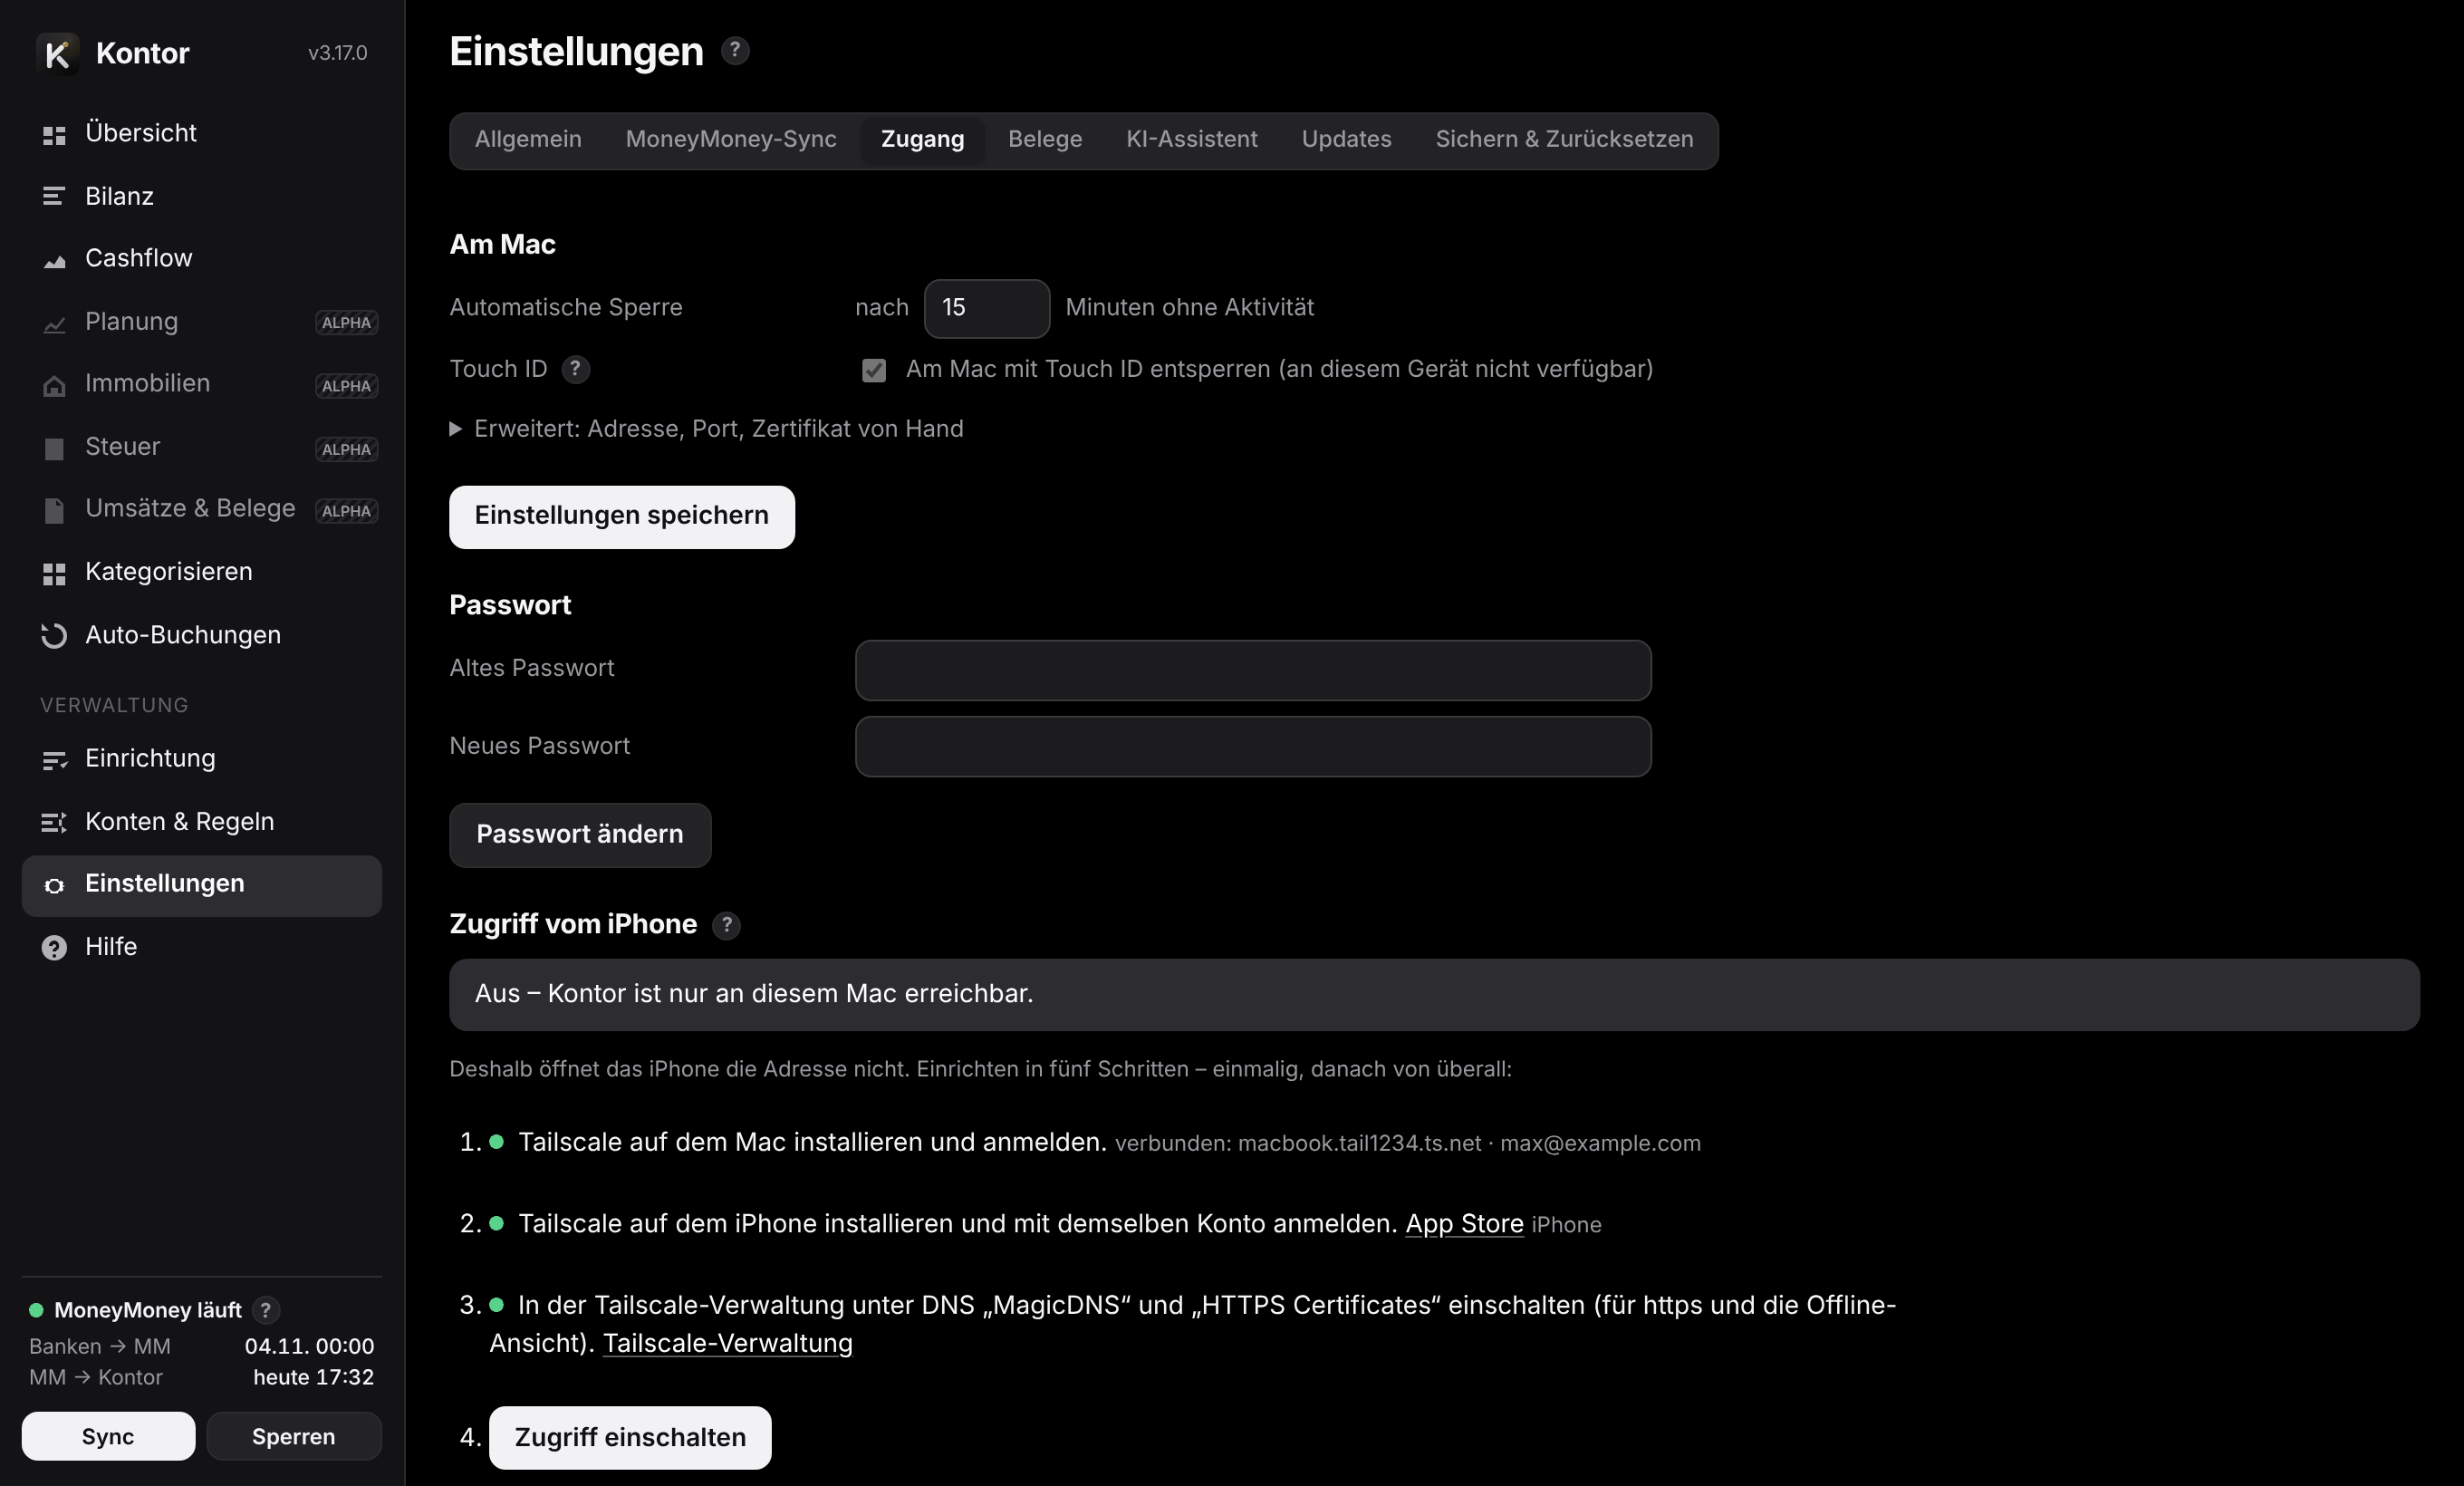 Kontor
v3.17.0
Übersicht
Bilanz
Cashflow
Planung ALPHA
Immobilien ALPHA
Steuer ALPHA
Umsätze & Belege ALPHA
Kategorisieren
Auto-Buchungen
VERWALTUNG
Einrichtung
Konten & Regeln
Einstellungen
Hilfe
MoneyMoney läuft ?
Banken → MM 04.11. 00:00
MM → Kontor heute 17:32
Sync Sperren
Einstellungen ?
Allgemein MoneyMoney-Sync Zugang Belege KI-Assistent Updates Sichern & Zurücksetzen
Am Mac
Automatische Sperre nach 15 Minuten ohne Aktivität
Touch ID ? Am Mac mit Touch ID entsperren (an diesem Gerät nicht verfügbar)
Erweitert: Adresse, Port, Zertifikat von Hand
Einstellungen speichern
Passwort
Altes Passwort
Neues Passwort
Passwort ändern
Zugriff vom iPhone ?
Aus – Kontor ist nur an diesem Mac erreichbar.
Deshalb öffnet das iPhone die Adresse nicht. Einrichten in fünf Schritten – einmalig, danach von überall:
1. Tailscale auf dem Mac installieren und anmelden. verbunden: macbook.tail1234.ts.net · max@example.com
2. Tailscale auf dem iPhone installieren und mit demselben Konto anmelden. App Store iPhone
3. In der Tailscale-Verwaltung unter DNS „MagicDNS“ und „HTTPS Certificates“ einschalten (für https und die Offline-
Ansicht). Tailscale-Verwaltung
4. Zugriff einschalten